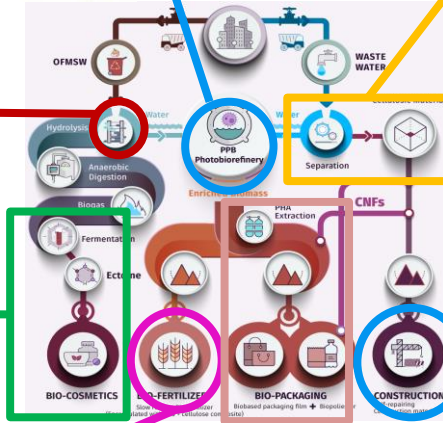 OFMSW
WASTE
WATER
Hydrolysis
Water
Water
PPB
Photobiorefinery
Separation
Anaerobic
Digestion
Enriched Biomass
Biogas
PHA
Extraction
CNFs
Fermentation
Ectoine
BIO-COSMETICS
BIO-PACKAGING
CONSTRUCTION
Biobased packaging film +